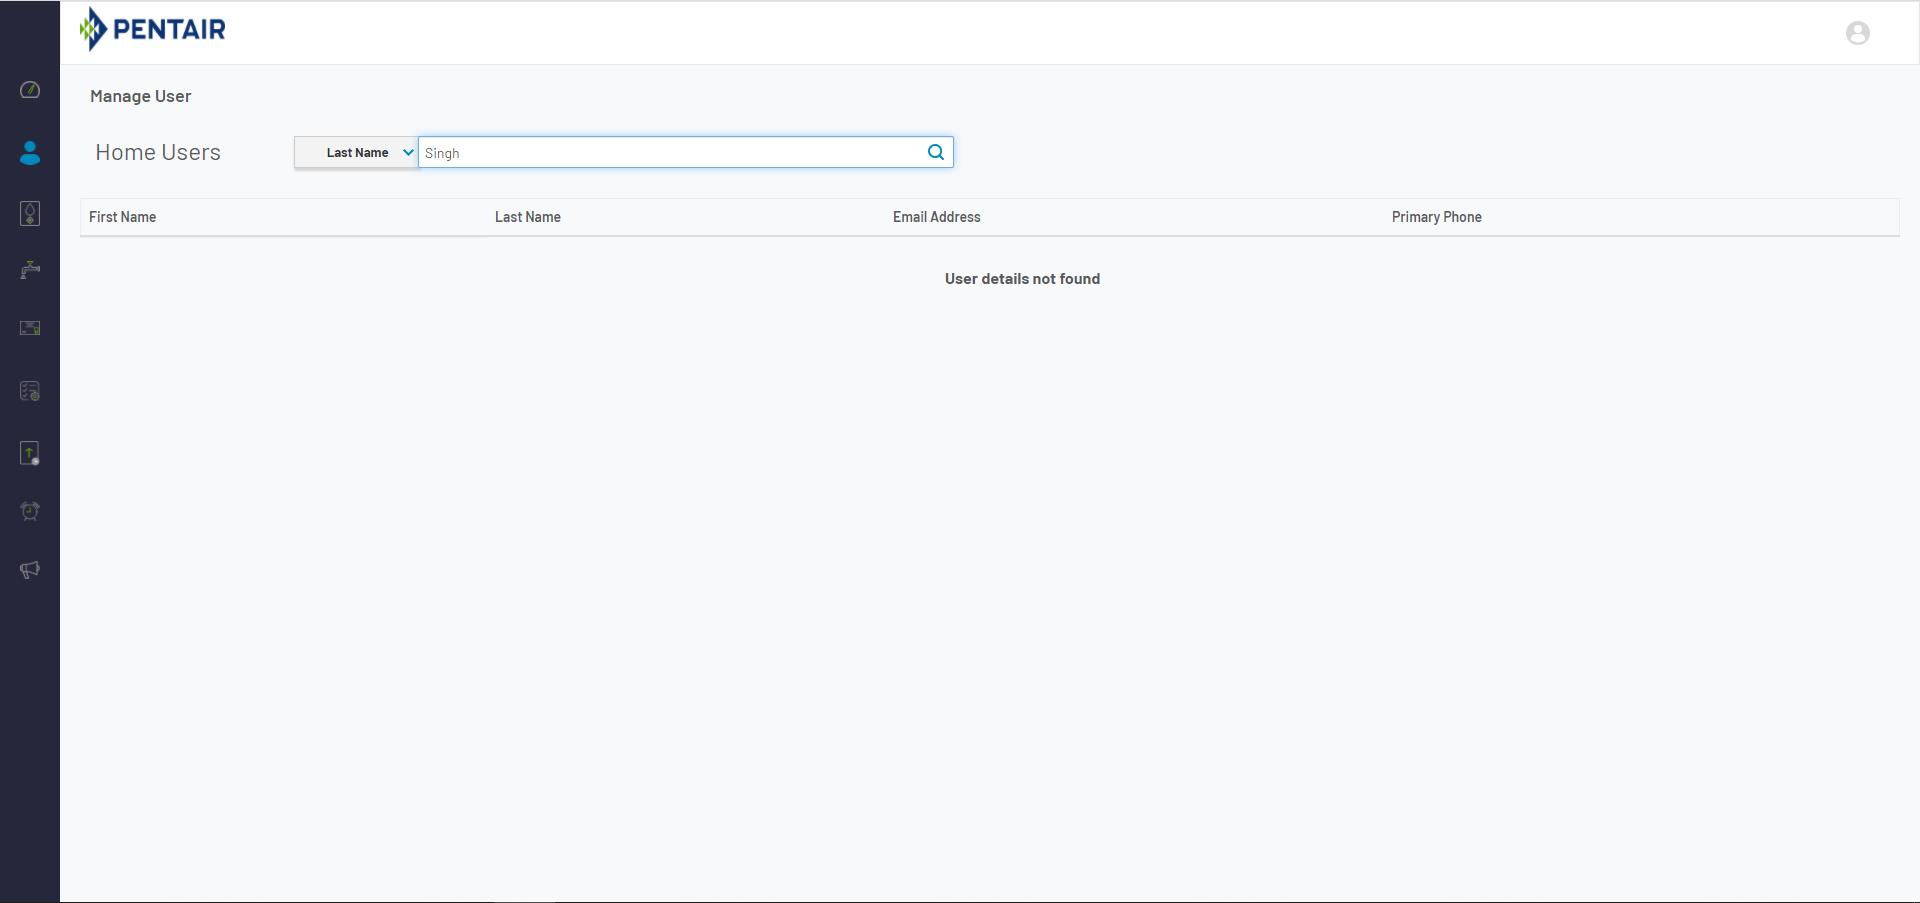 PENTAIR
Manage User
Home Users
Last Name
Singh
First Name Last Name Email Address Primary Phone
User details not found